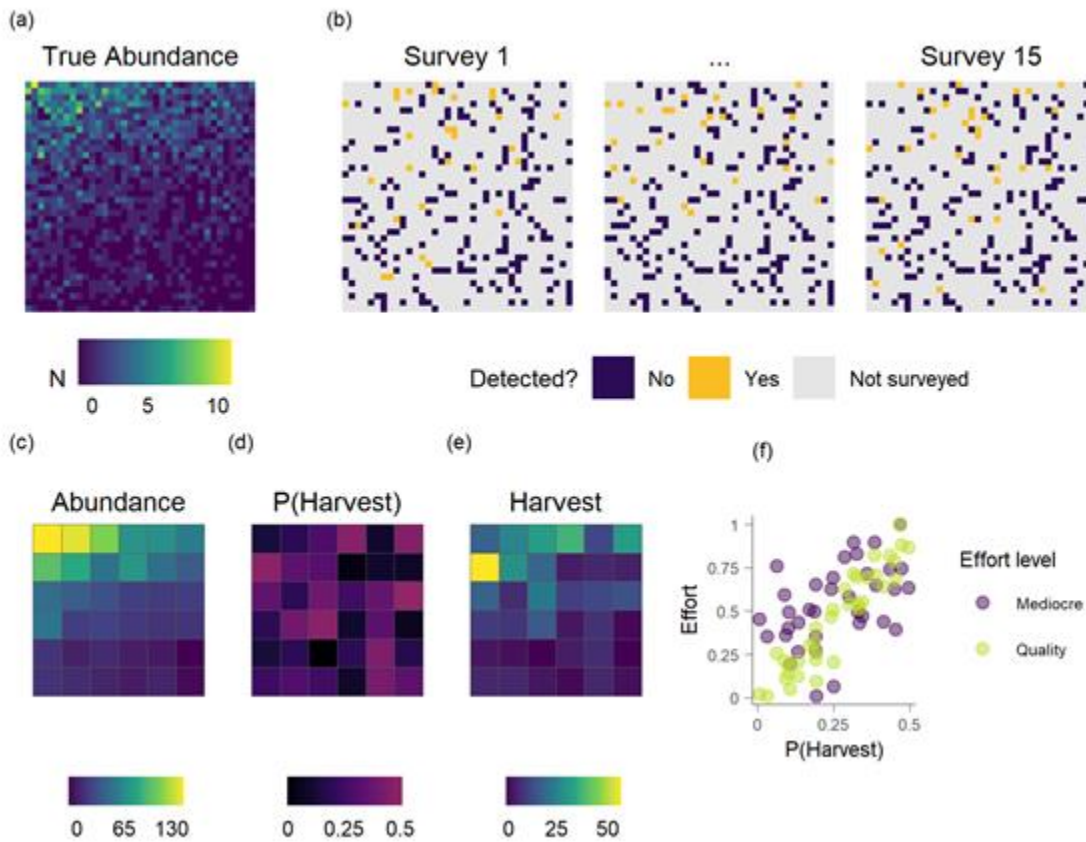 (a)
(b)
True Abundance
Survey 1
...
Survey 15
N
0 5 10
Detected? No Yes Not surveyed
(c)
(d)
(e)
(f)
Abundance
P(Harvest)
Harvest
1
0.75
0.5
0.25
0
Effort
0 0.25 0.5
P(Harvest)
Effort level
Mediocre
Quality
0 65 130
0 0.25 0.5
0 25 50